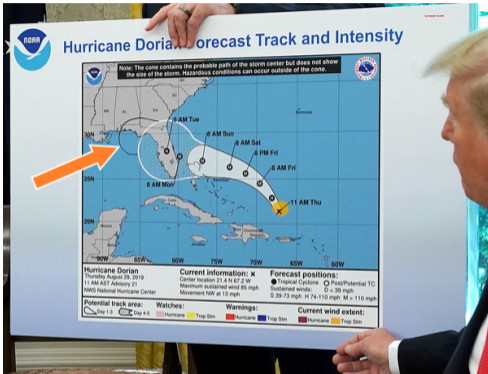 NOAA
Hurricane Dorian Forecast Track and Intensity
Note: The cone contains the probable path of the storm center but does not show
the size of the storm. Hazardous conditions can occur outside of the cone.
NOAA
Bermuda
8 AM Tue
30N
8 AM Sun
8 AM Sat
8 PM Fri
8 AM Fri
25N
8 AM Mon
11 AM Thu
20N
90W 85W 80W 75W 70W 65W 60W
Hurricane Dorian
Thursday August 29, 2019
11 AM AST Advisory 21
NWS National Hurricane Center
Current information: ×
Center location 21.4 N 67.2 W
Maximum sustained wind 85 mph
Movement NW at 13 mph
Forecast positions:
Tropical Cyclone Post/Potential TC
Sustained winds: D < 39 mph
S 39-73 mph H 74-110 mph M > 110 mph
Potential track area:
Day 1-3 Day 4-5
Watches:
Hurricane Trop Stm
Warnings:
Hurricane Trop Stm
Current wind extent:
Hurricane Trop Stm